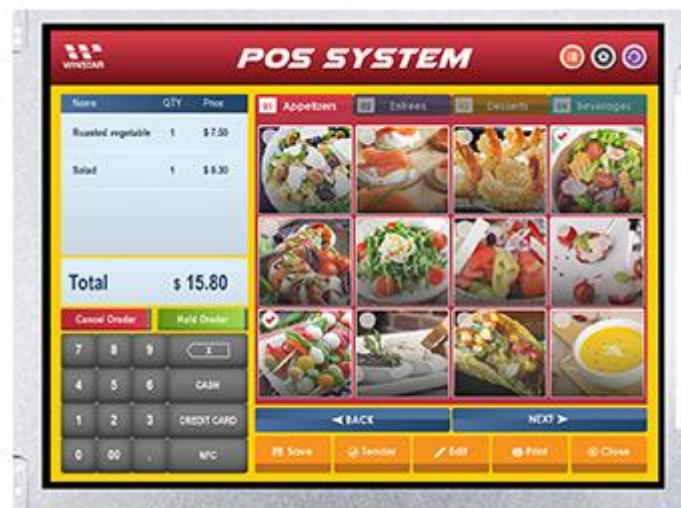 WINSTAR
POS SYSTEM
Name QTY Price
Roasted vegetable 1 $ 7.50
Salad 1 $ 8.30
Total $ 15.80
Cancel Oreder Hold Oreder
7 8 9 X
4 5 6 CASH
1 2 3 CREDIT CARD
0 00 . NFC
01 Appetizers 02 Entrees 03 Desserts 04 beverages
BACK NEXT
Save Tender Edit Print Close